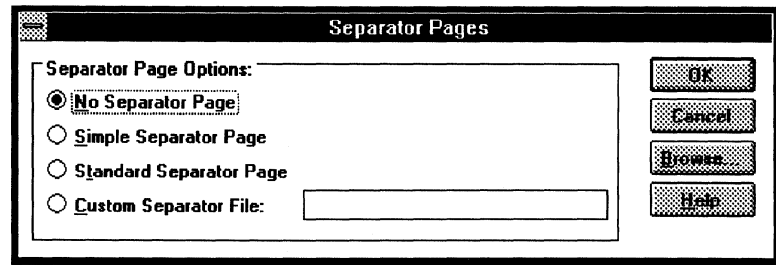 Separator Pages
Separator Page Options:
No Separator Page
Simple Separator Page
Standard Separator Page
Custom Separator File:
OK
Cancel
Browse...
Help